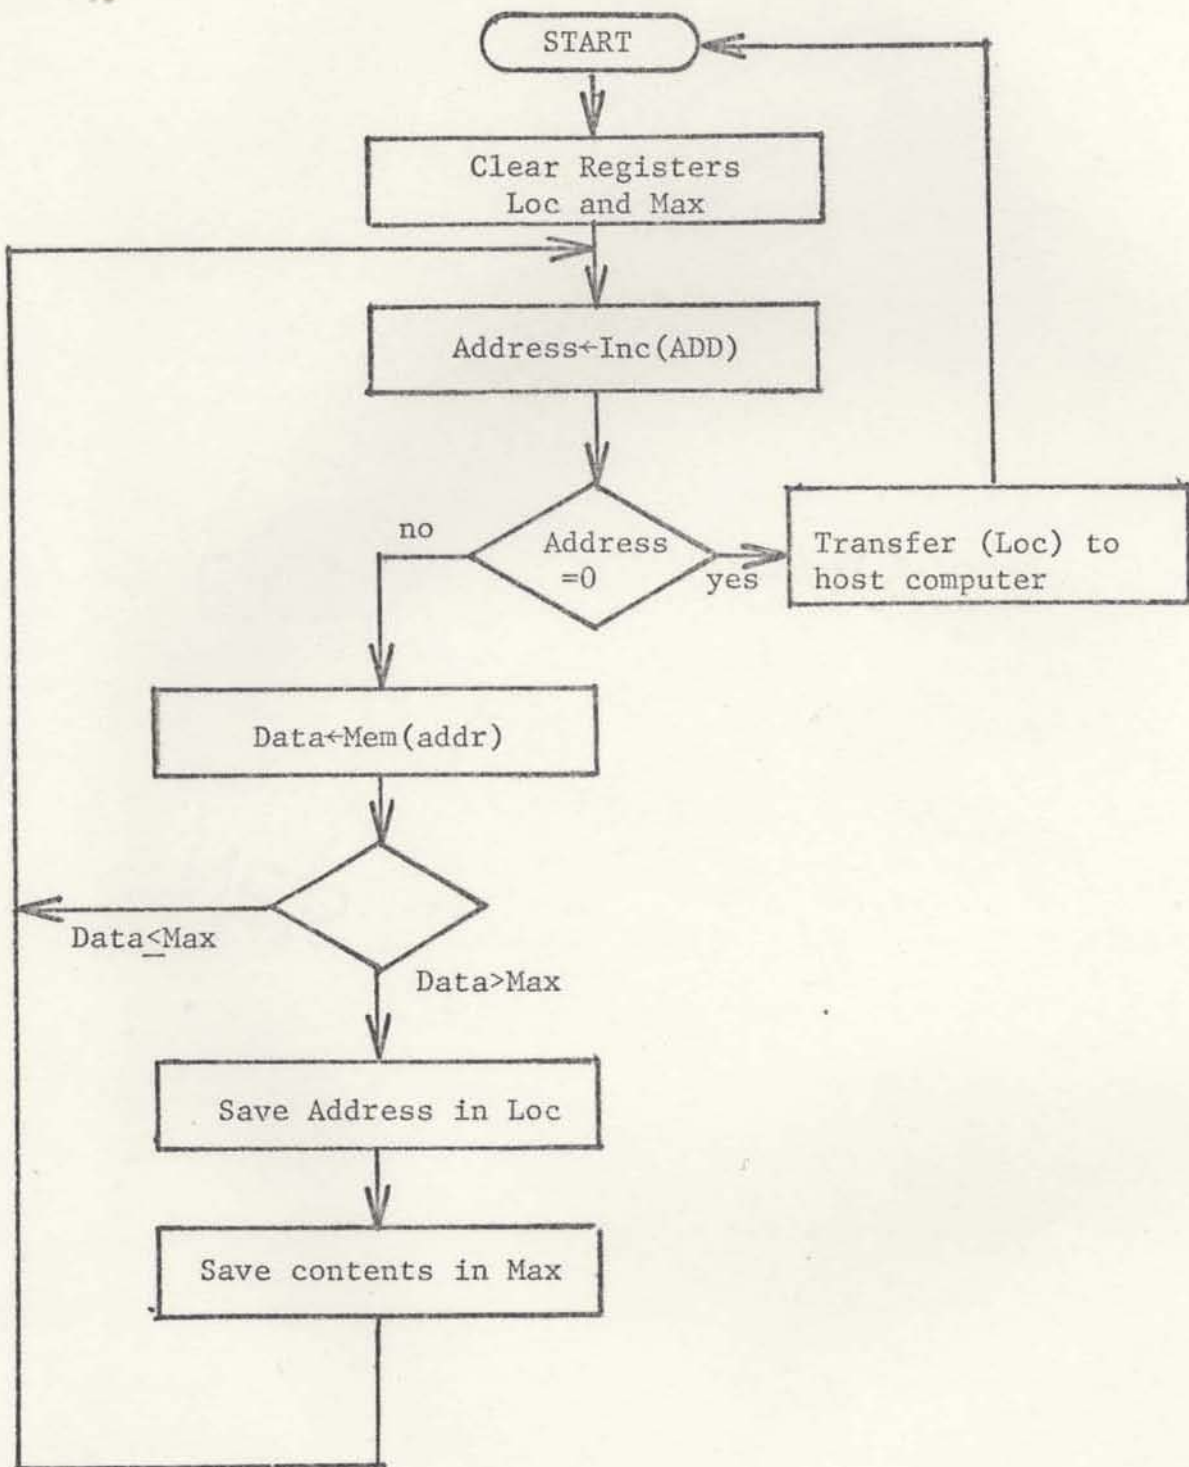 START
Clear Registers
Loc and Max
Address←Inc(ADD)
no
Address
=0
yes
Transfer (Loc) to
host computer
Data←Mem(addr)
Data≤Max
Data>Max
Save Address in Loc
Save contents in Max